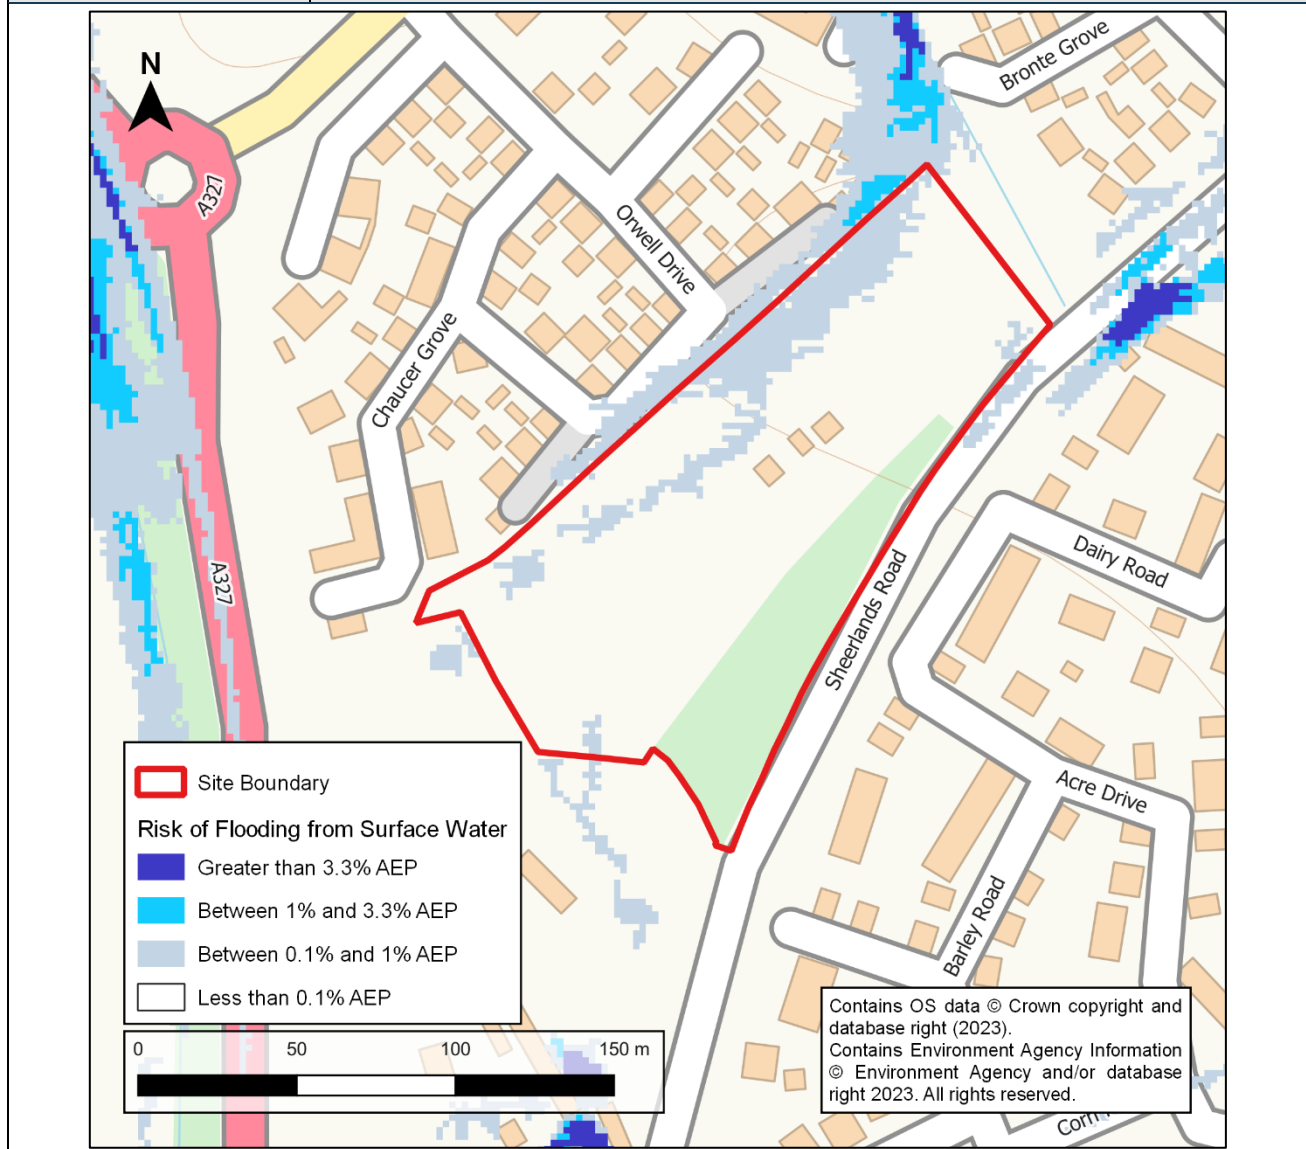 N
Bronte Grove
A327
Orwell Drive
Chaucer Grove
A327
Sheerlands Road
Dairy Road
Acre Drive
Barley Road
Site Boundary
Risk of Flooding from Surface Water
Greater than 3.3% AEP
Between 1% and 3.3% AEP
Between 0.1% and 1% AEP
Less than 0.1% AEP
0 50 100 150 m
Contains OS data © Crown copyright and
database right (2023).
Contains Environment Agency Information
© Environment Agency and/or database
right 2023. All rights reserved.